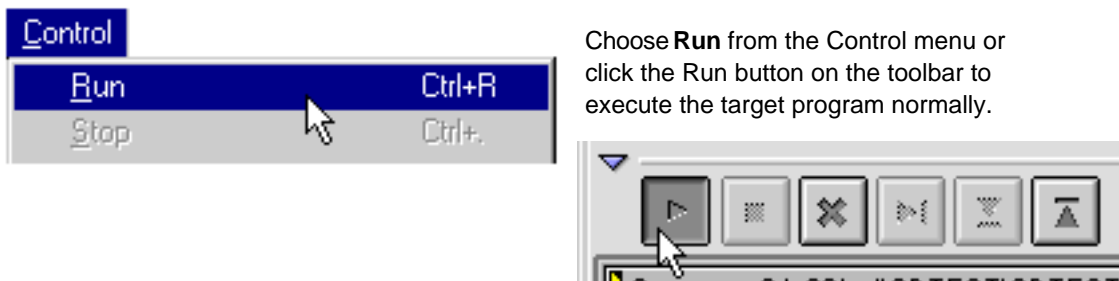 Control
Run Ctrl+R
Stop Ctrl+.
Choose Run from the Control menu or
click the Run button on the toolbar to
execute the target program normally.